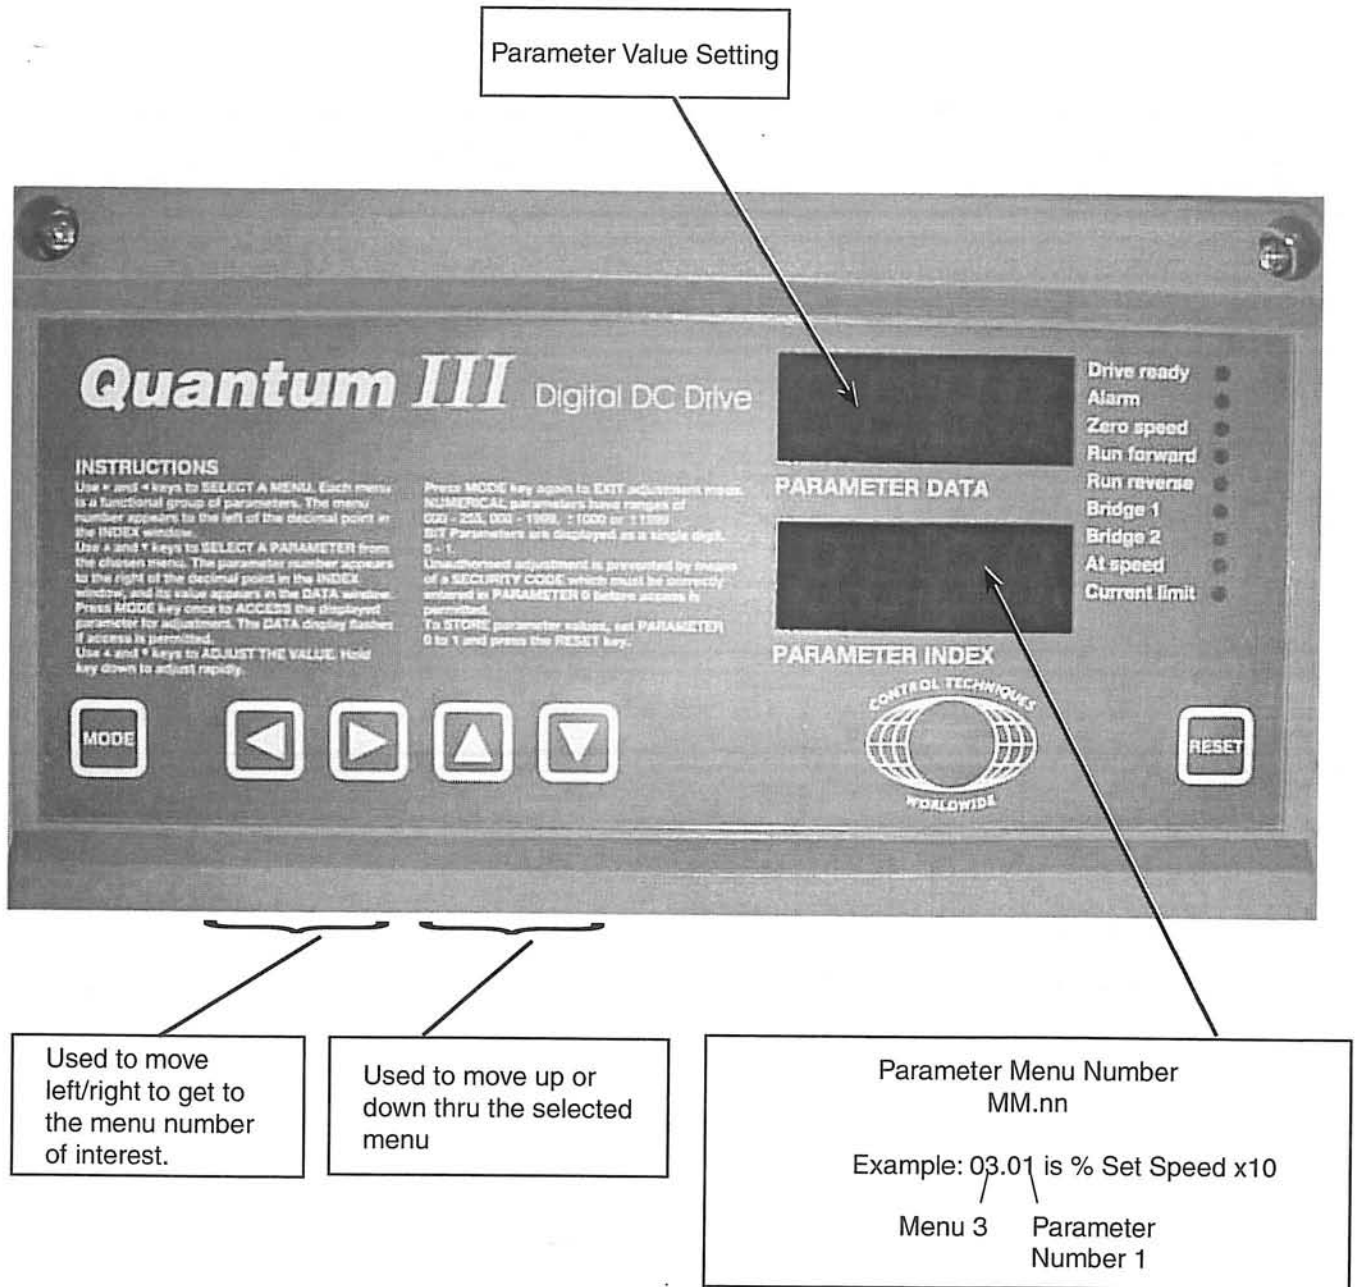 Parameter Value Setting
Quantum III Digital DC Drive
INSTRUCTIONS
Use ▸ and ◂ keys to SELECT A MENU. Each menu
is a functional group of parameters. The menu
number appears to the left of the decimal point in
the INDEX window.
Use ▴ and ▾ keys to SELECT A PARAMETER from
the chosen menu. The parameter number appears
to the right of the decimal point in the INDEX
window, and its value appears in the DATA window.
Press MODE key once to ACCESS the displayed
parameter for adjustment. The DATA display flashes
if access is permitted.
Use ▴ and ▾ keys to ADJUST THE VALUE. Hold
key down to adjust rapidly.
Press MODE key again to EXIT adjustment mode.
NUMERICAL parameters have ranges of
000 - 255, 000 - 1999, ±1000 or ±1999
BIT Parameters are displayed as a single digit,
0 - 1.
Unauthorised adjustment is prevented by means
of a SECURITY CODE which must be correctly
entered in PARAMETER 0 before access is
permitted.
To STORE parameter values, set PARAMETER
0 to 1 and press the RESET key.
PARAMETER DATA
PARAMETER INDEX
Drive ready
Alarm
Zero speed
Run forward
Run reverse
Bridge 1
Bridge 2
At speed
Current limit
MODE
CONTROL TECHNIQUES
WORLDWIDE
RESET
Used to move
left/right to get to
the menu number
of interest.
Used to move up or
down thru the selected
menu
Parameter Menu Number
MM.nn
Example: 03.01 is % Set Speed x10
Menu 3 Parameter
Number 1